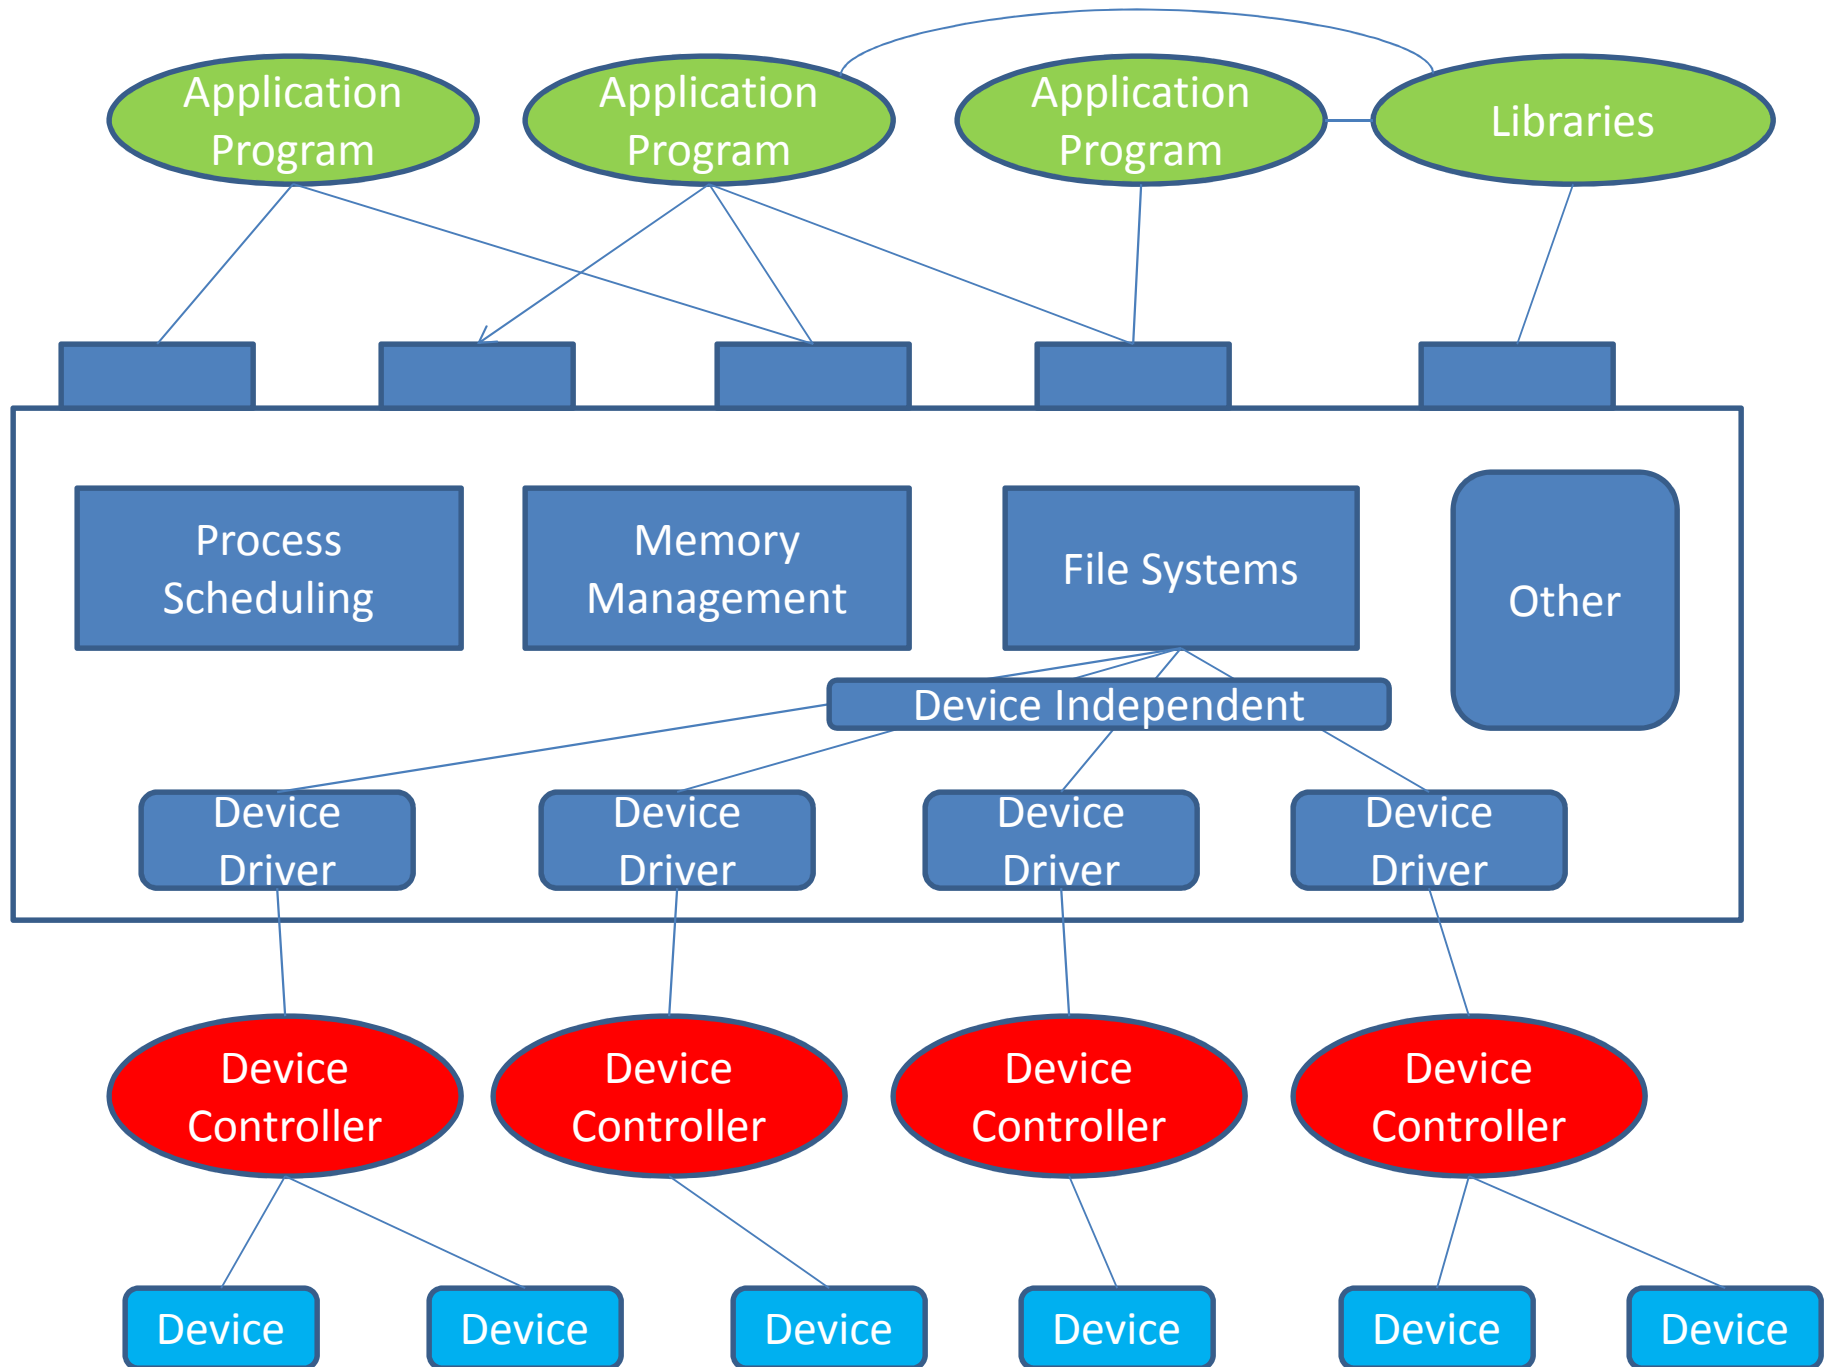 Application
Program
Application
Program
Application
Program
Libraries
Process
Scheduling
Memory
Management
File Systems
Other
Device Independent
Device
Driver
Device
Driver
Device
Driver
Device
Driver
Device
Controller
Device
Controller
Device
Controller
Device
Controller
Device
Device
Device
Device
Device
Device